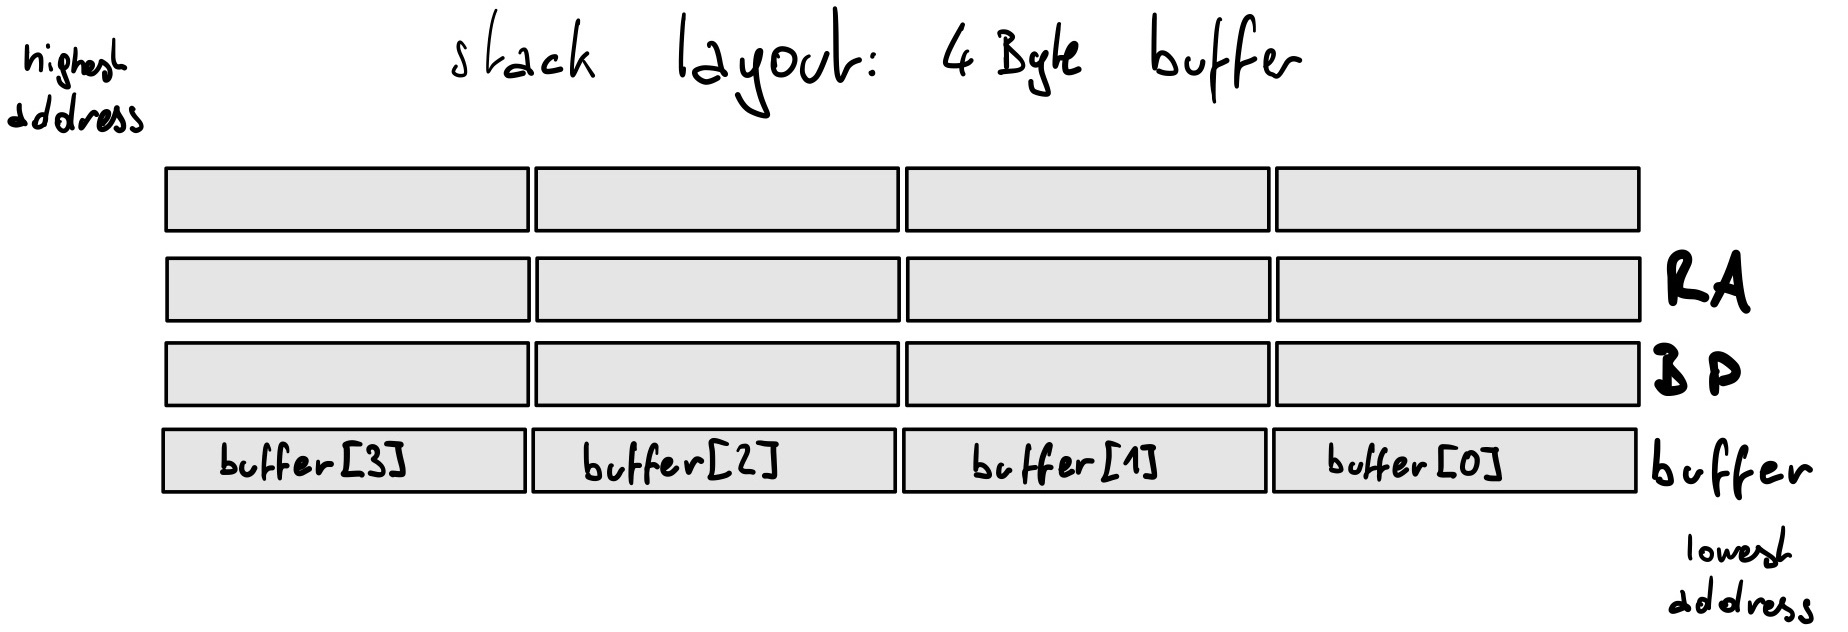 stack layout: 4 Byte buffer
highest
address
RA
BP
buffer[3] buffer[2] buffer[1] buffer[0] buffer
lowest
address